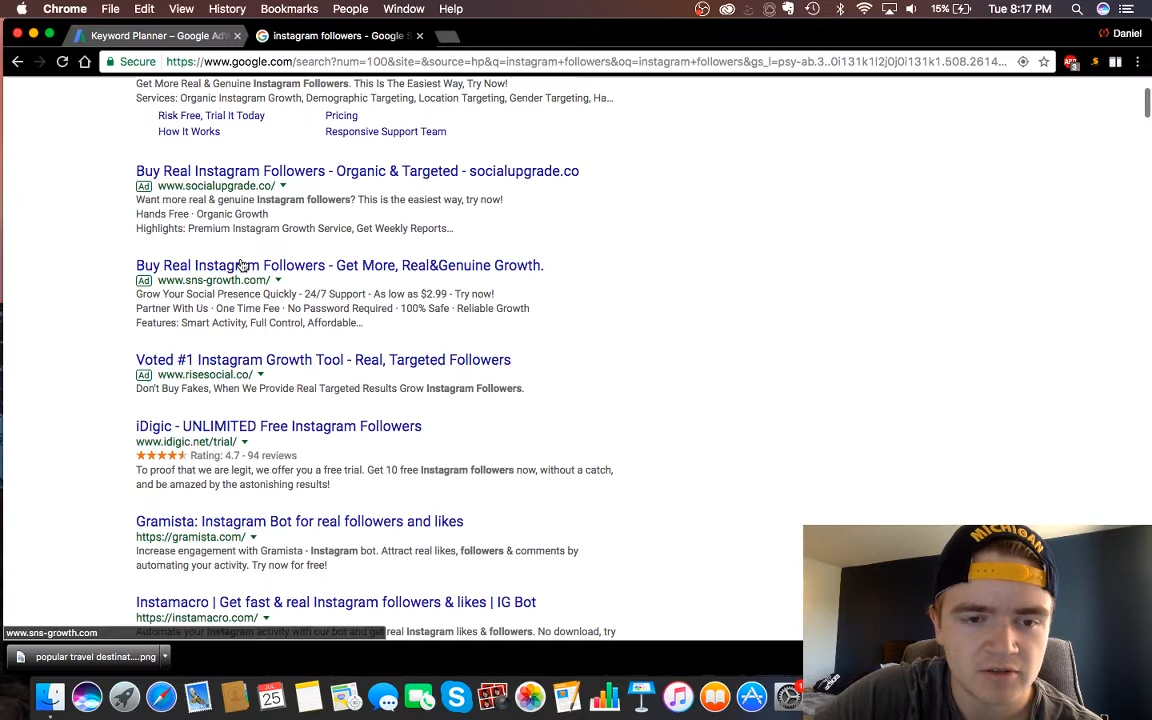 Chrome File Edit View History Bookmarks People Window Help 15% Tue 8:17 PM
Keyword Planner – Google AdW × instagram followers - Google S × Daniel
Secure https://www.google.com/search?num=100&site=&source=hp&q=instagram+followers&oq=instagram+followers&gs_l=psy-ab.3..0i131k1l2j0j0i131k1.508.2614...
Get More Real & Genuine Instagram Followers. This Is The Easiest Way, Try Now!
Services: Organic Instagram Growth, Demographic Targeting, Location Targeting, Gender Targeting, Ha...
Risk Free, Trial It Today Pricing
How It Works Responsive Support Team
Buy Real Instagram Followers - Organic & Targeted - socialupgrade.co
Ad www.socialupgrade.co/
Want more real & genuine Instagram followers? This is the easiest way, try now!
Hands Free · Organic Growth
Highlights: Premium Instagram Growth Service, Get Weekly Reports...
Buy Real Instagram Followers - Get More, Real&Genuine Growth.
Ad www.sns-growth.com/
Grow Your Social Presence Quickly - 24/7 Support - As low as $2.99 - Try now!
Partner With Us · One Time Fee · No Password Required · 100% Safe · Reliable Growth
Features: Smart Activity, Full Control, Affordable...
Voted #1 Instagram Growth Tool - Real, Targeted Followers
Ad www.risesocial.co/
Don't Buy Fakes, When We Provide Real Targeted Results Grow Instagram Followers.
iDigic - UNLIMITED Free Instagram Followers
www.idigic.net/trial/
Rating: 4.7 - 94 reviews
To proof that we are legit, we offer you a free trial. Get 10 free Instagram followers now, without a catch,
and be amazed by the astonishing results!
Gramista: Instagram Bot for real followers and likes
https://gramista.com/
Increase engagement with Gramista - Instagram bot. Attract real likes, followers & comments by
automating your activity. Try now for free!
Instamacro | Get fast & real Instagram followers & likes | IG Bot
https://instamacro.com/
Automate your Instagram activity with our bot and get real Instagram likes & followers. No download, try
www.sns-growth.com
popular travel destinat....png
MICHIGAN
adidas